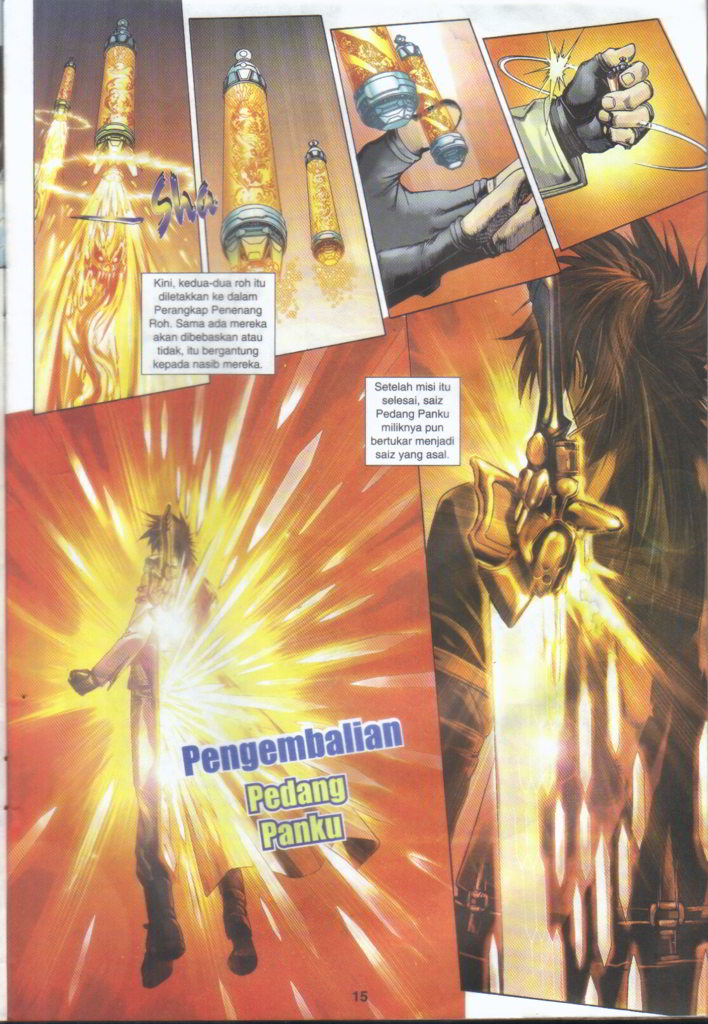 Sha
Kini, kedua-dua roh itu
diletakkan ke dalam
Perangkap Penenang
Roh. Sama ada mereka
akan dibebaskan atau
tidak, itu bergantung
kepada nasib mereka.
Setelah misi itu
selesai, saiz
Pedang Panku
miliknya pun
bertukar menjadi
saiz yang asal.
Pengembalian
Pedang
Panku
15